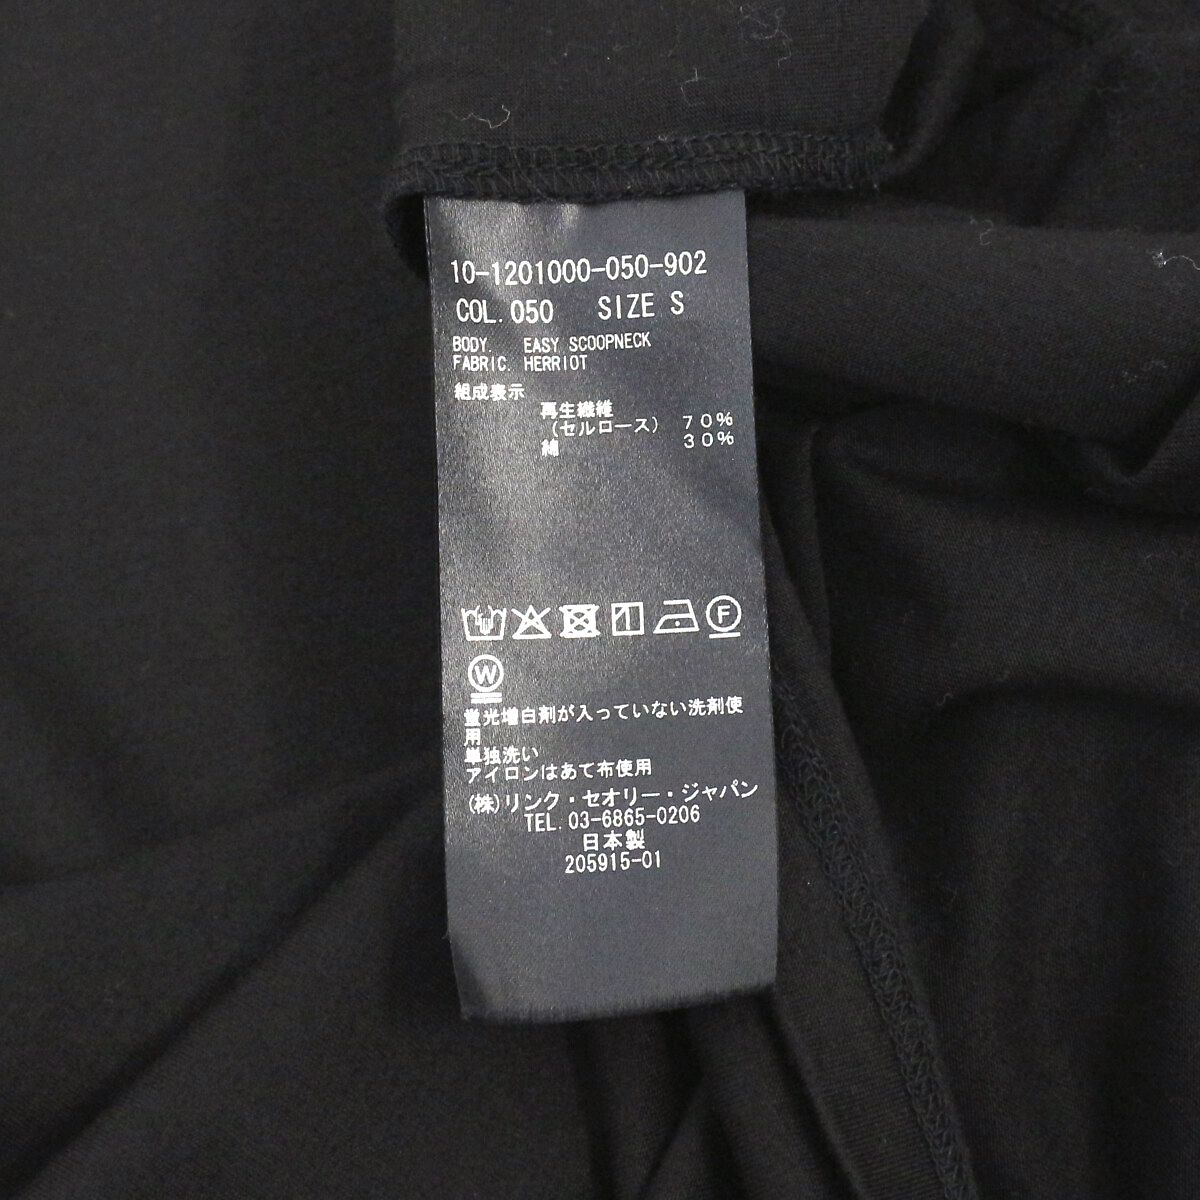 10-1201000-050-902
COL. 050 SIZE S
BODY. EASY SCOOPNECK
FABRIC. HERRIOT
組成表示
再生繊維
(セルロース) 70%
綿 30%
F
W
蛍光増白剤が入っていない洗剤使
用
単独洗い
アイロンはあて布使用
(株)リンク・セオリー・ジャパン
TEL. 03-6865-0206
日本製
205915-01